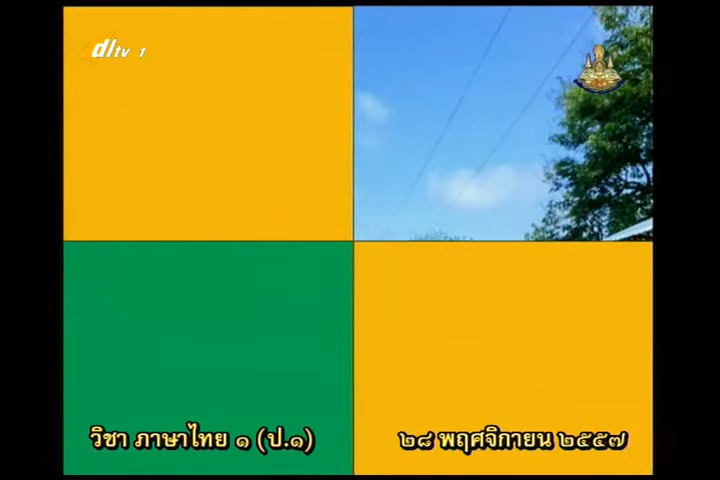 dltv 1
วิชา ภาษาไทย ๑ (ป.๑)
๒๘ พฤศจิกายน ๒๕๕๗